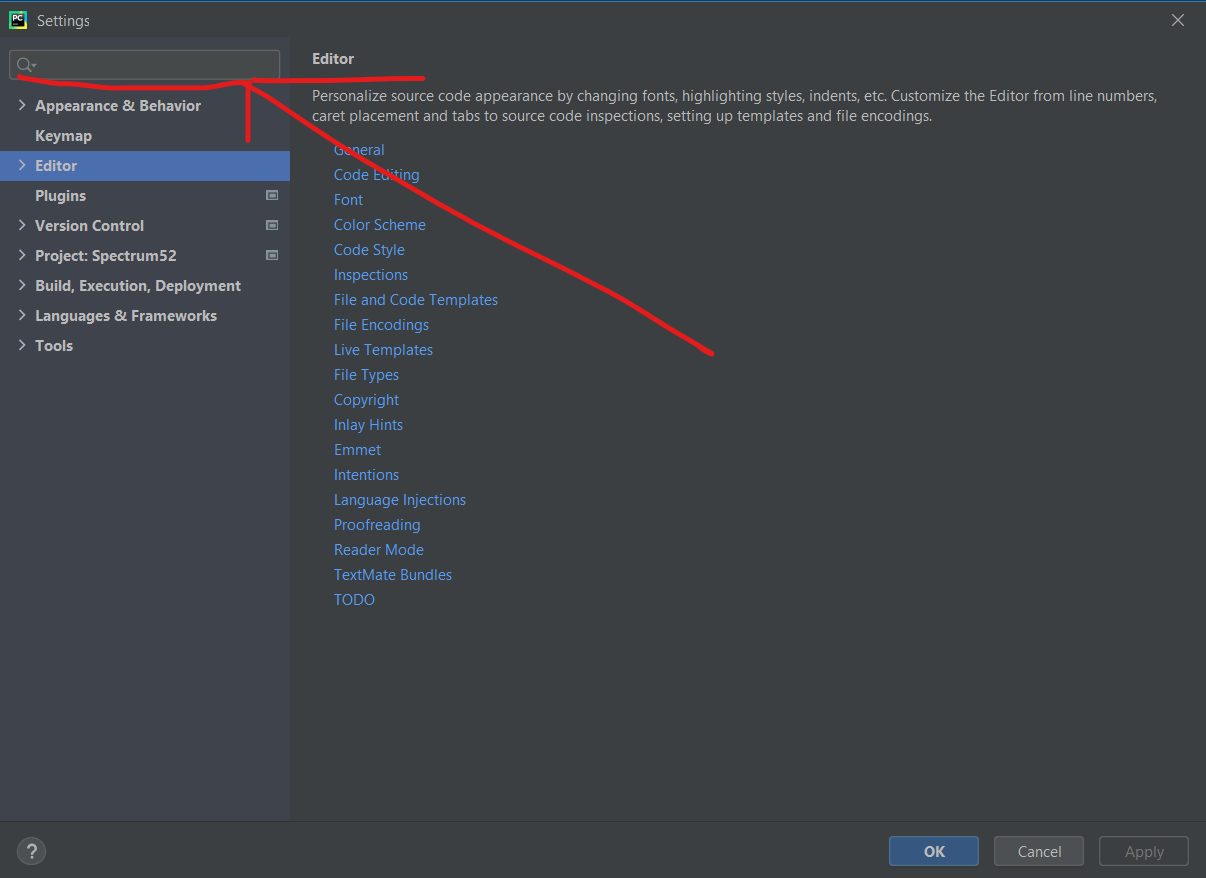 PC
Settings
Editor
Personalize source code appearance by changing fonts, highlighting styles, indents, etc. Customize the Editor from line numbers,
caret placement and tabs to source code inspections, setting up templates and file encodings.
Appearance & Behavior
Keymap
Editor
Plugins
Version Control
Project: Spectrum52
Build, Execution, Deployment
Languages & Frameworks
Tools
General
Code Editing
Font
Color Scheme
Code Style
Inspections
File and Code Templates
File Encodings
Live Templates
File Types
Copyright
Inlay Hints
Emmet
Intentions
Language Injections
Proofreading
Reader Mode
TextMate Bundles
TODO
?
OK
Cancel
Apply